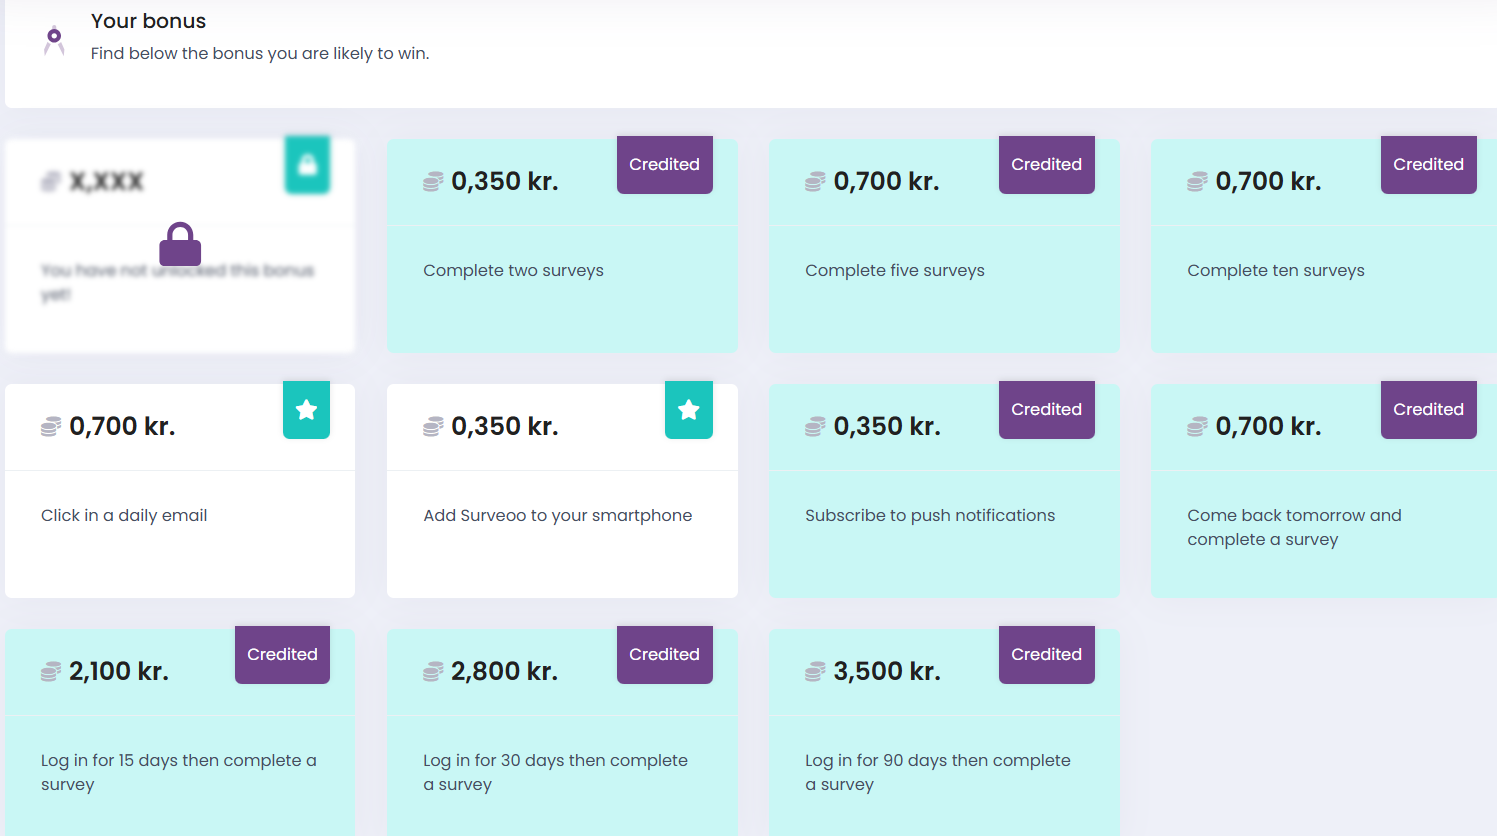 Your bonus
Find below the bonus you are likely to win.
X,XXX
You have not unlocked this bonus
yet!
0,350 kr.
Credited
Complete two surveys
0,700 kr.
Credited
Complete five surveys
0,700 kr.
Credited
Complete ten surveys
0,700 kr.
Click in a daily email
0,350 kr.
Add Surveoo to your smartphone
0,350 kr.
Credited
Subscribe to push notifications
0,700 kr.
Credited
Come back tomorrow and
complete a survey
2,100 kr.
Credited
Log in for 15 days then complete a
survey
2,800 kr.
Credited
Log in for 30 days then complete
a survey
3,500 kr.
Credited
Log in for 90 days then complete
a survey